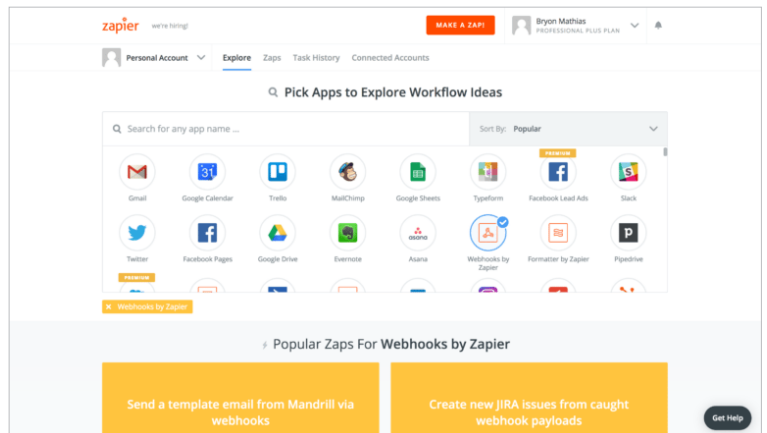 zapier we're hiring! MAKE A ZAP! Bryon Mathias
PROFESSIONAL PLUS PLAN
Personal Account Explore Zaps Task History Connected Accounts
Pick Apps to Explore Workflow Ideas
Search for any app name ... Sort By: Popular
PREMIUM
31
Gmail Google Calendar Trello MailChimp Google Sheets Typeform Facebook Lead Ads Slack
asana
Twitter Facebook Pages Google Drive Evernote Asana Webhooks by Formatter by Zapier Pipedrive
Zapier
PREMIUM
× Webhooks by Zapier
Popular Zaps For Webhooks by Zapier
Send a template email from Mandrill via
webhooks
Create new JIRA issues from caught
webhook payloads
Get Help